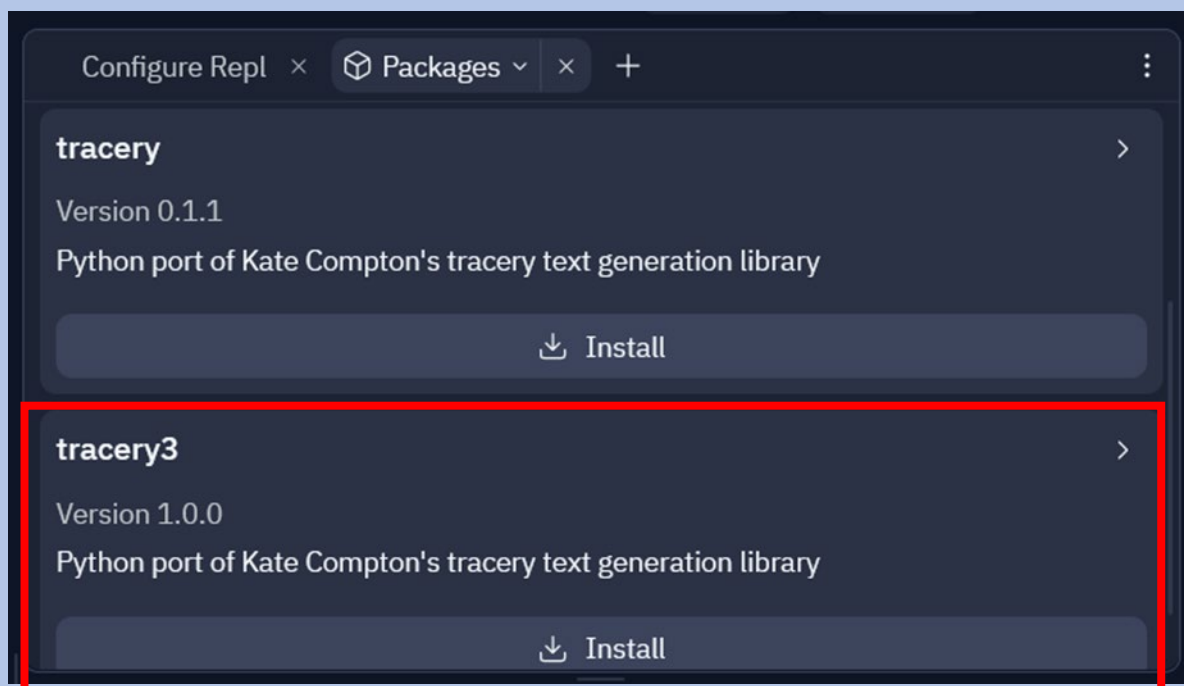 Configure Repl
Packages
tracery
Version 0.1.1
Python port of Kate Compton's tracery text generation library
Install
tracery3
Version 1.0.0
Python port of Kate Compton's tracery text generation library
Install